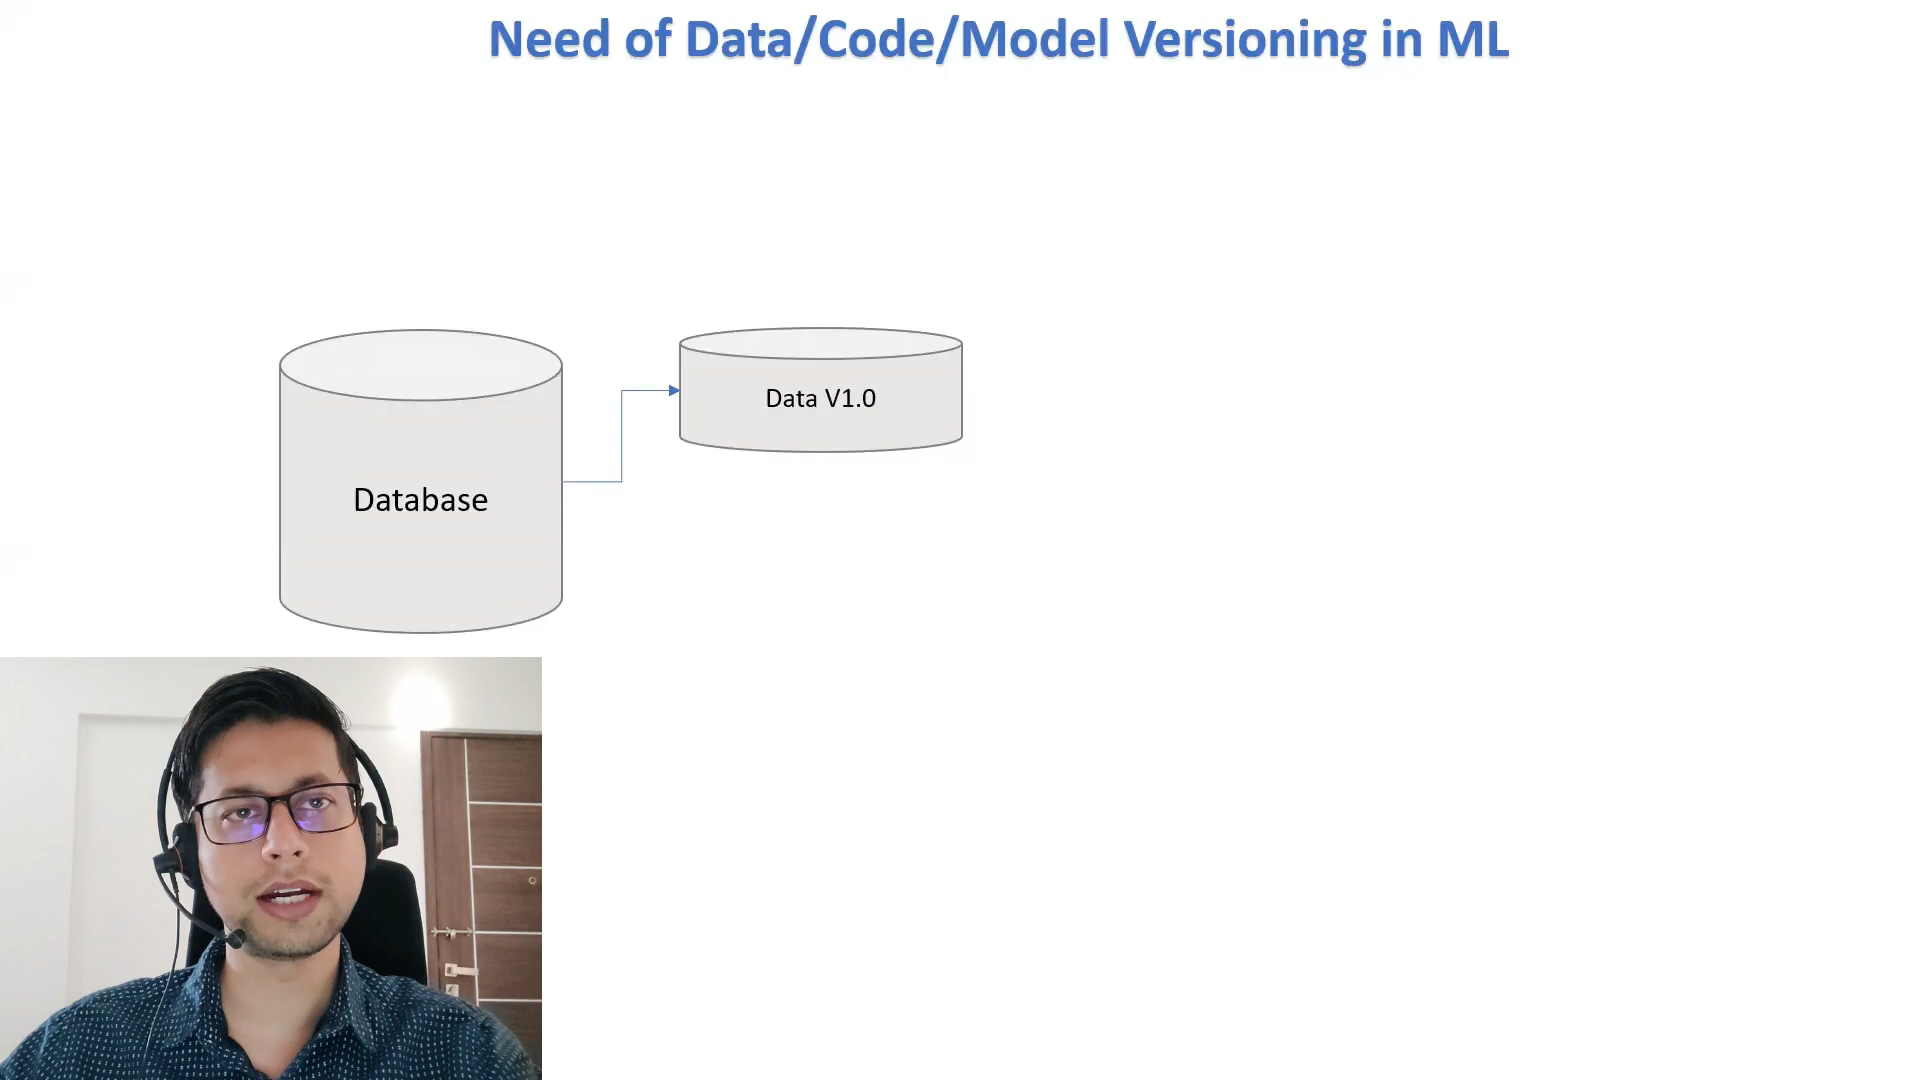 Need of Data/Code/Model Versioning in ML
Data V1.0
Database